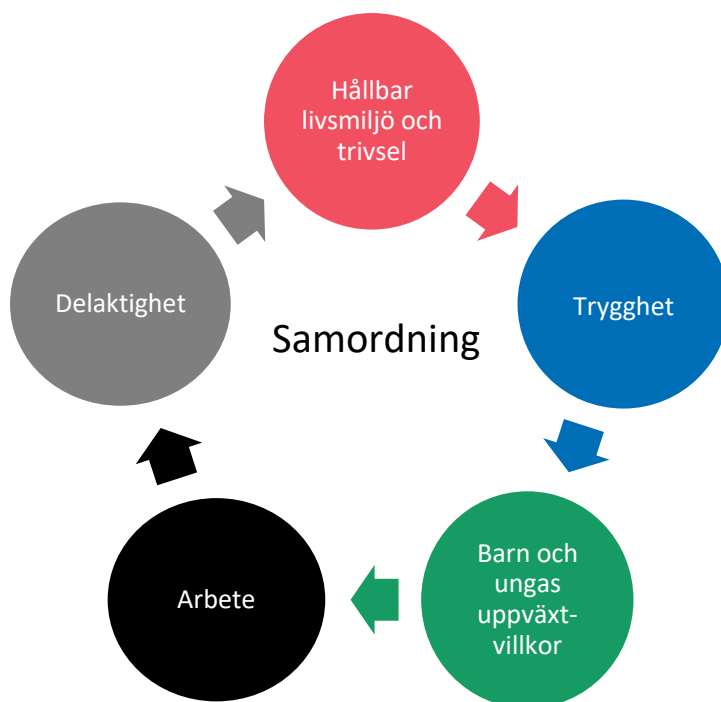 Hållbar
livsmiljö och
trivsel
Trygghet
Barn och
ungas
uppväxt-
villkor
Arbete
Delaktighet
Samordning